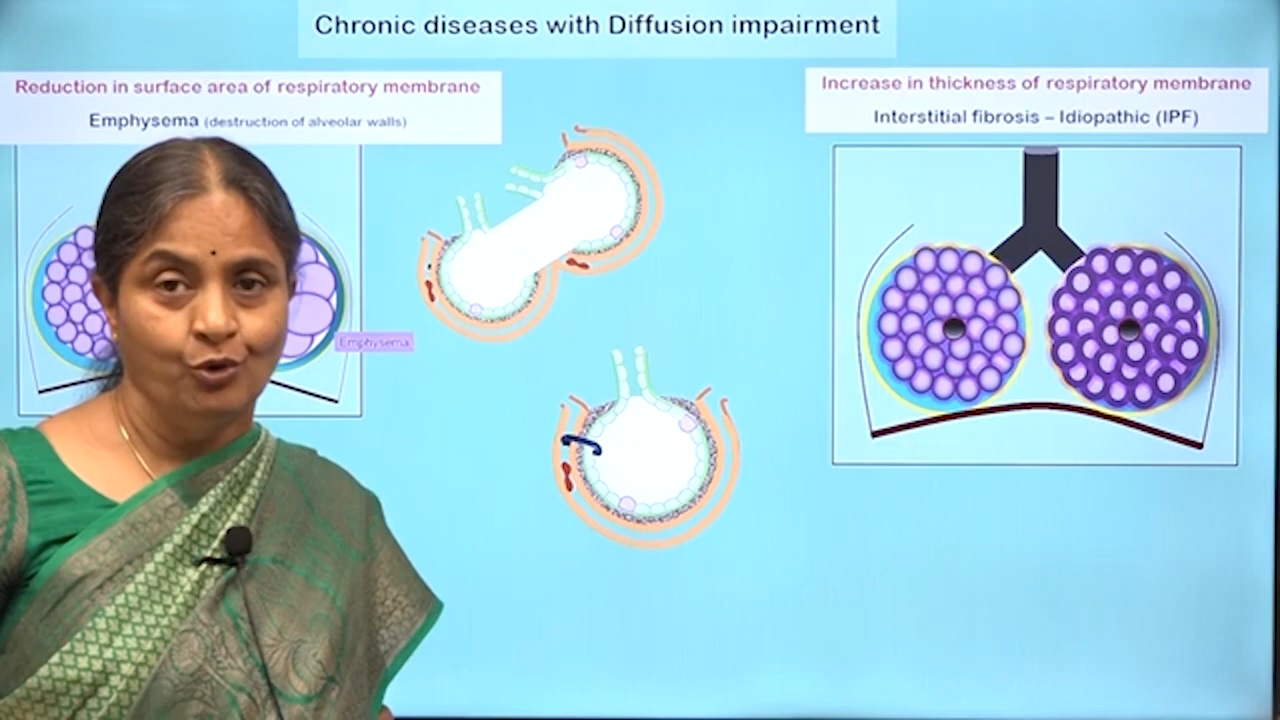 Chronic diseases with Diffusion impairment
Reduction in surface area of respiratory membrane
Emphysema (destruction of alveolar walls)
Increase in thickness of respiratory membrane
Interstitial fibrosis – Idiopathic (IPF)
Emphysema